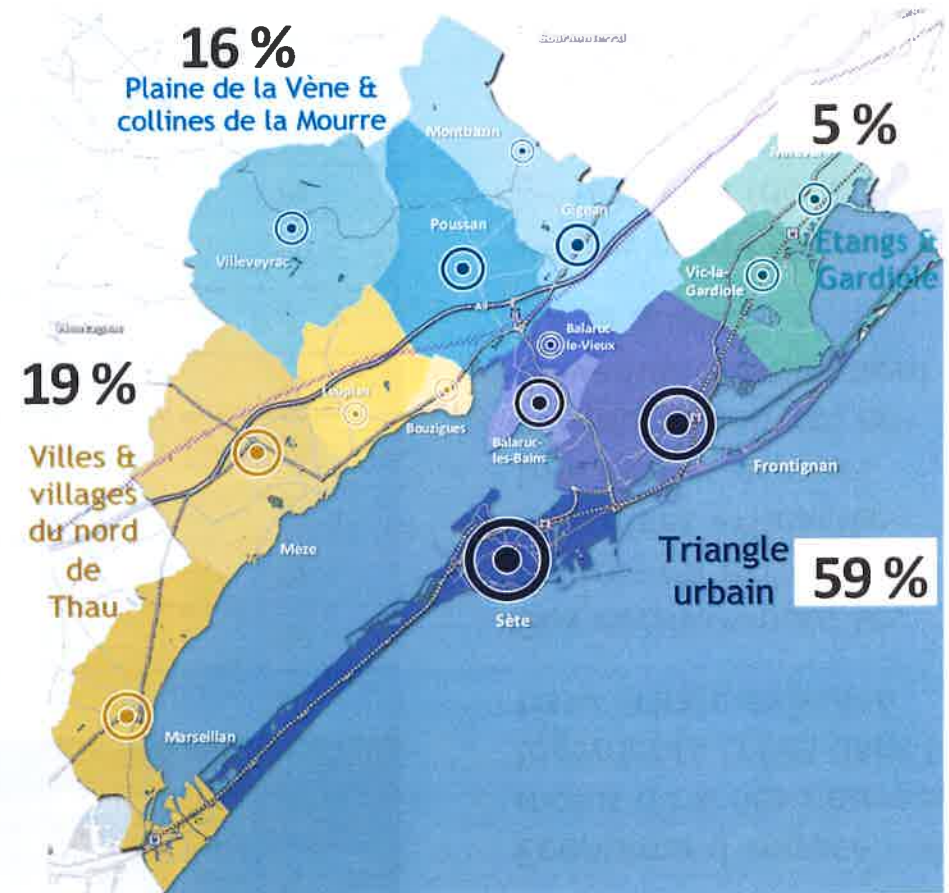 16 %
Plaine de la Vène &
collines de la Mourre
Montbazin
5 %
Villeveyrac
Poussan
Gigean
Vic-la-
Gardiole
Etangs &
Gardiole
A9
Balaruc
-le-Vieux
19 %
Loupian
Bouzigues
Balaruc-
les-Bains
Frontignan
Villes &
villages
du nord
de
Thau
Mèze
Triangle
urbain
59 %
Sète
Marseillan